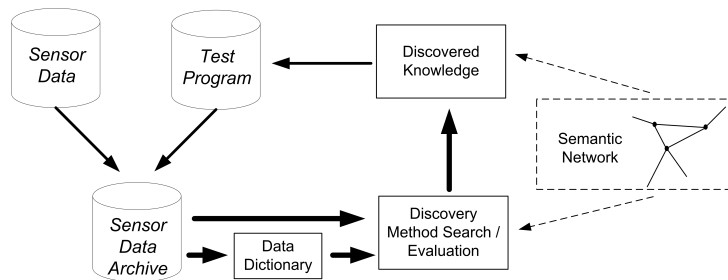 Sensor
Data
Test
Program
Discovered
Knowledge
Semantic
Network
Sensor
Data
Archive
Data
Dictionary
Discovery
Method Search /
Evaluation